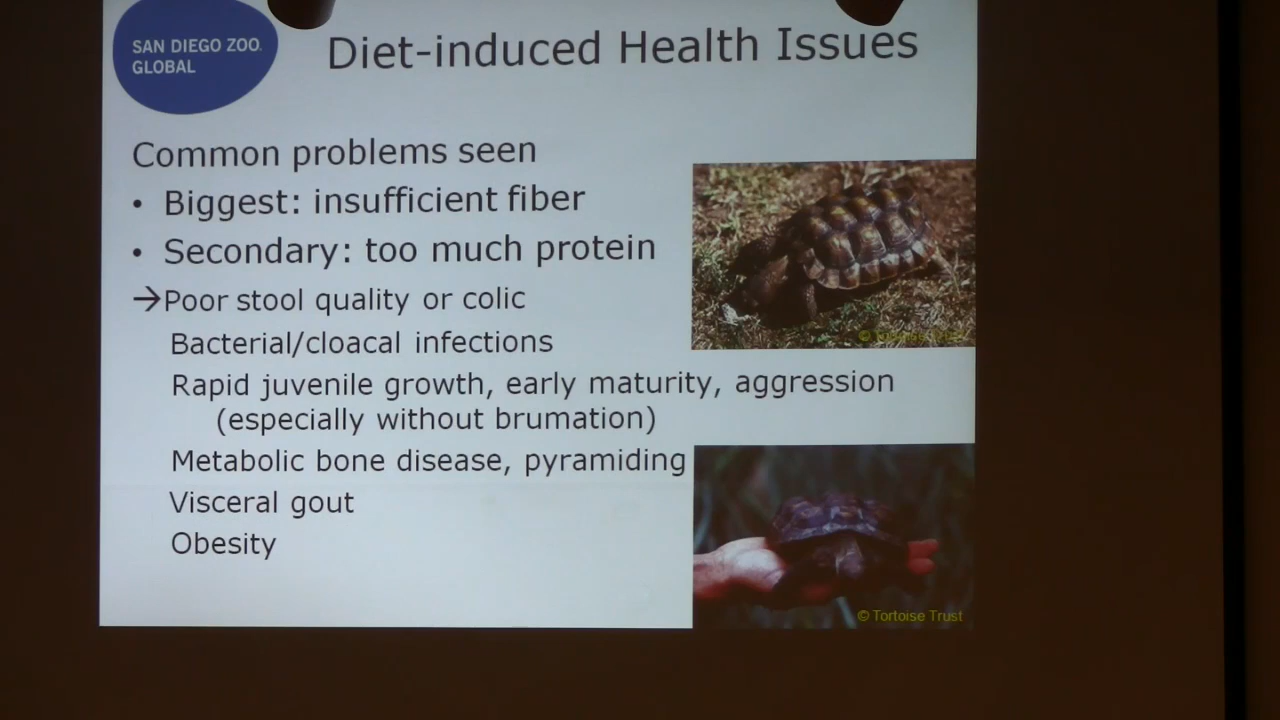 SAN DIEGO ZOO.
GLOBAL
Diet-induced Health Issues
Common problems seen
• Biggest: insufficient fiber
• Secondary: too much protein
→Poor stool quality or colic
Bacterial/cloacal infections
Rapid juvenile growth, early maturity, aggression
(especially without brumation)
Metabolic bone disease, pyramiding
Visceral gout
Obesity
©
© Tortoise Trust